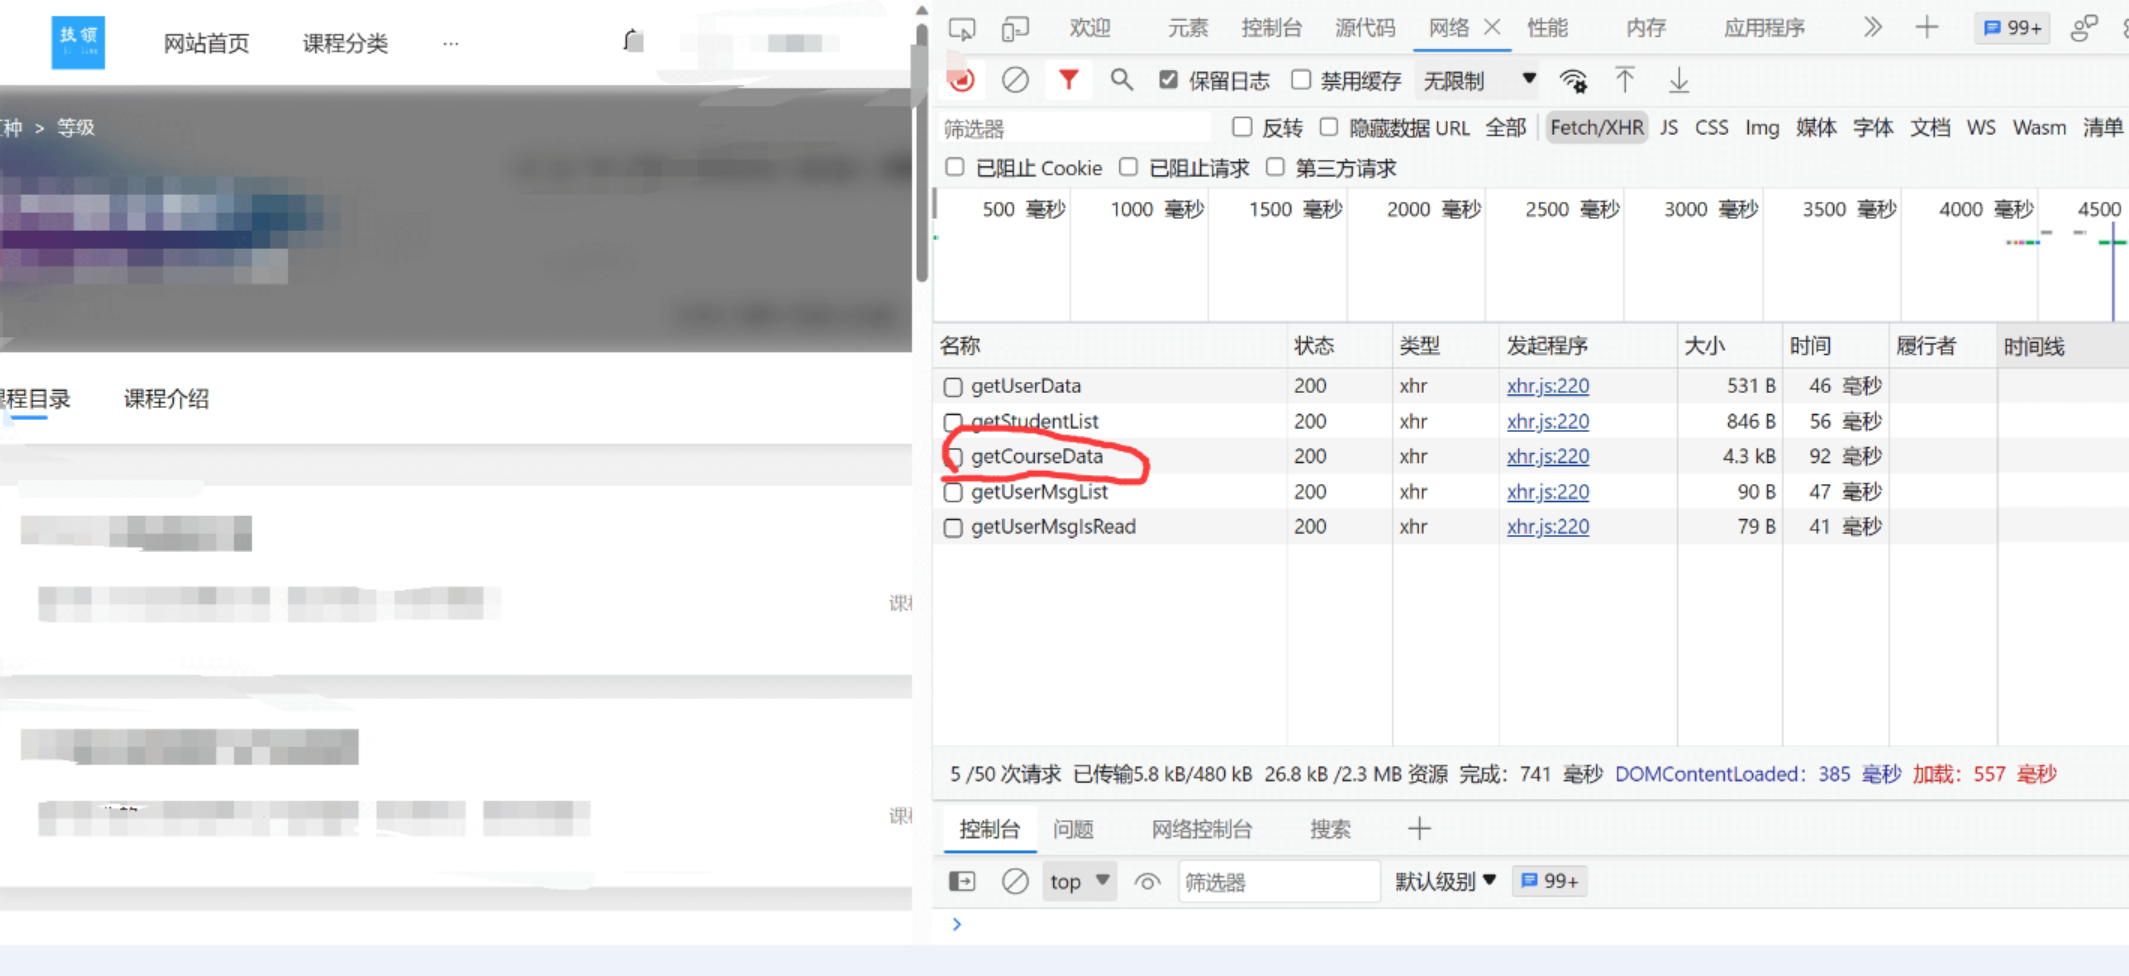 技领
网站首页
课程分类
...
种 > 等级
程目录
课程介绍
课
课
欢迎
元素
控制台
源代码
网络
性能
内存
应用程序
99+
保留日志
禁用缓存
无限制
筛选器
反转
隐藏数据 URL
全部
Fetch/XHR
JS
CSS
Img
媒体
字体
文档
WS
Wasm
清单
已阻止 Cookie
已阻止请求
第三方请求
500 毫秒
1000 毫秒
1500 毫秒
2000 毫秒
2500 毫秒
3000 毫秒
3500 毫秒
4000 毫秒
4500
名称 状态 类型 发起程序 大小 时间 履行者 时间线
getUserData 200 xhr xhr.js:220 531 B 46 毫秒
getStudentList 200 xhr xhr.js:220 846 B 56 毫秒
getCourseData 200 xhr xhr.js:220 4.3 kB 92 毫秒
getUserMsgList 200 xhr xhr.js:220 90 B 47 毫秒
getUserMsgIsRead 200 xhr xhr.js:220 79 B 41 毫秒
5 /50 次请求 已传输5.8 kB/480 kB 26.8 kB /2.3 MB 资源 完成：741 毫秒 DOMContentLoaded：385 毫秒 加载：557 毫秒
控制台
问题
网络控制台
搜索
top
筛选器
默认级别
99+